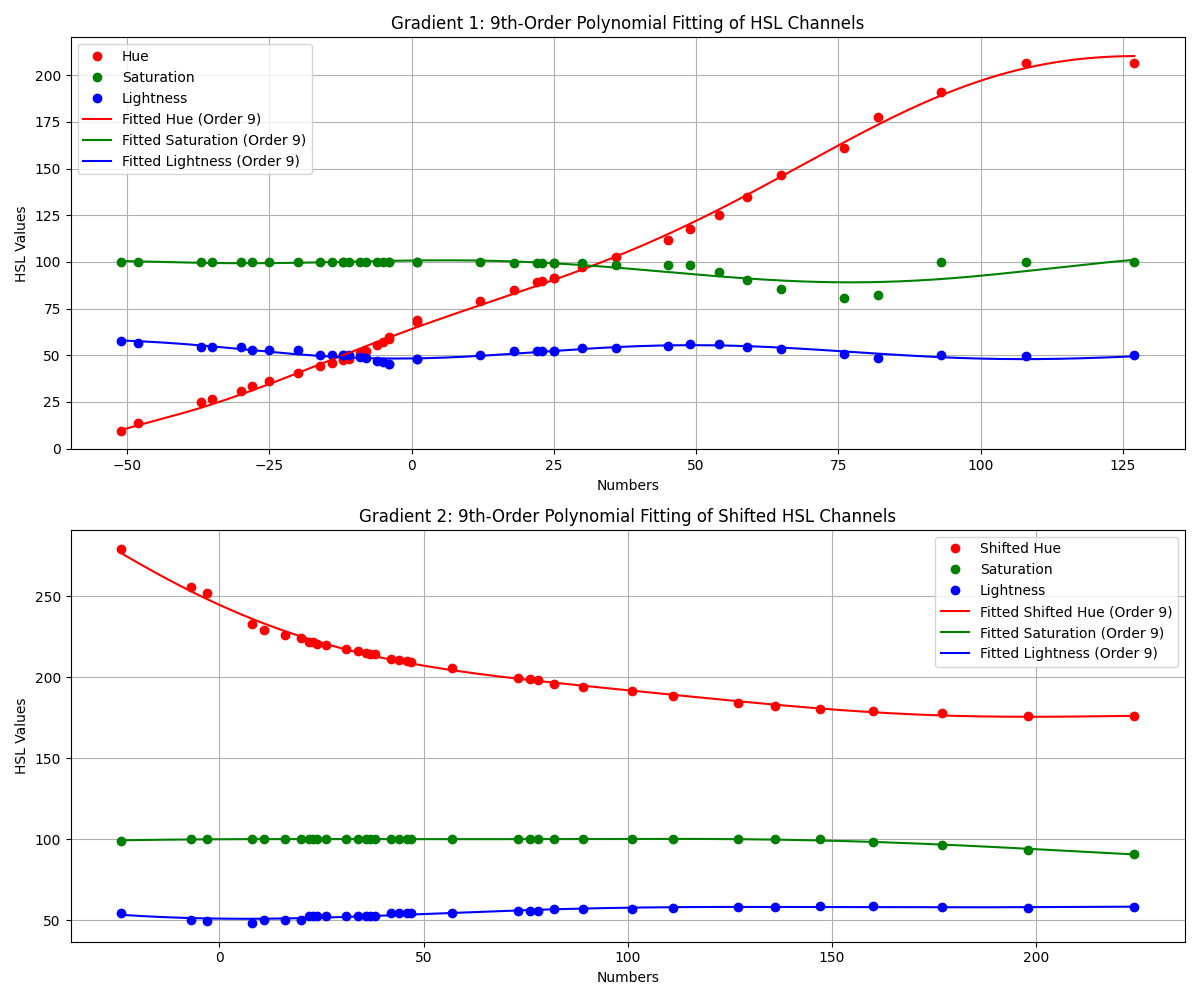 Gradient 1: 9th-Order Polynomial Fitting of HSL Channels
Hue
Saturation
Lightness
Fitted Hue (Order 9)
Fitted Saturation (Order 9)
Fitted Lightness (Order 9)
HSL Values
200
175
150
125
100
75
50
25
0
−50
−25
0
25
50
75
100
125
Numbers
Gradient 2: 9th-Order Polynomial Fitting of Shifted HSL Channels
Shifted Hue
Saturation
Lightness
Fitted Shifted Hue (Order 9)
Fitted Saturation (Order 9)
Fitted Lightness (Order 9)
HSL Values
250
200
150
100
50
0
50
100
150
200
Numbers